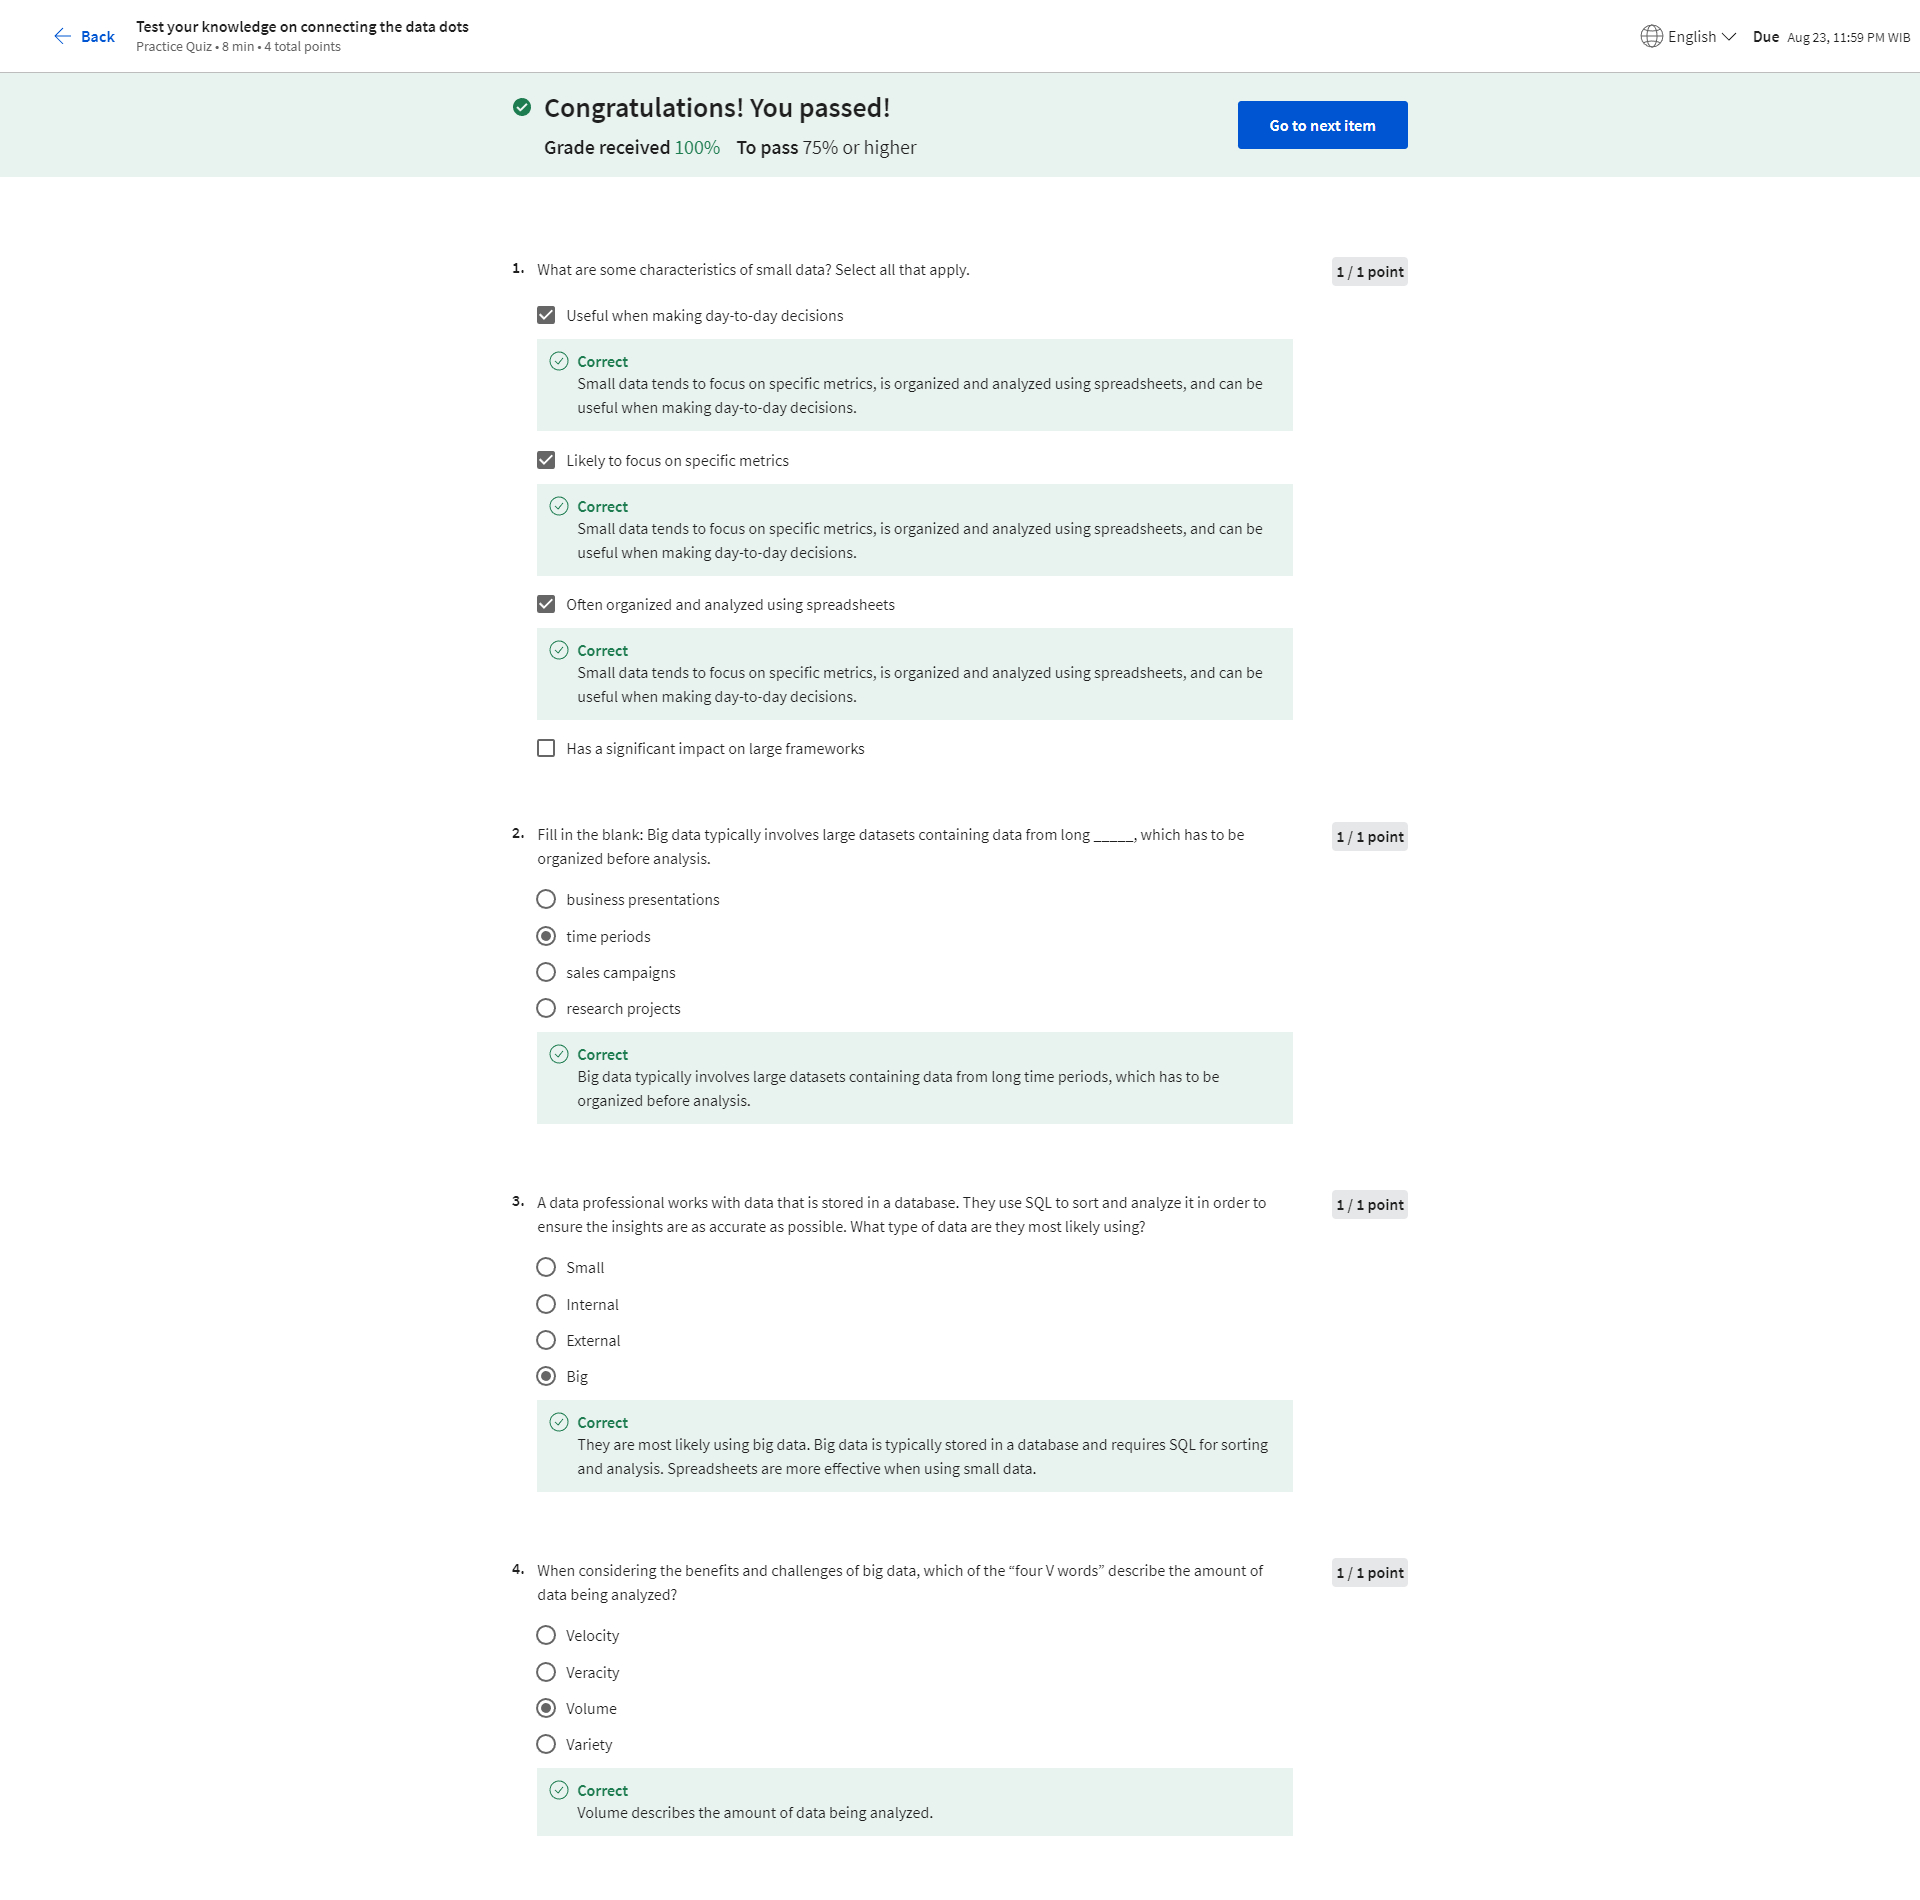 Back
Test your knowledge on connecting the data dots
Practice Quiz • 8 min • 4 total points
English
Due Aug 23, 11:59 PM WIB
Congratulations! You passed!
Grade received 100% To pass 75% or higher
Go to next item
1. What are some characteristics of small data? Select all that apply.
1 / 1 point
Useful when making day-to-day decisions
Correct
Small data tends to focus on specific metrics, is organized and analyzed using spreadsheets, and can be
useful when making day-to-day decisions.
Likely to focus on specific metrics
Correct
Small data tends to focus on specific metrics, is organized and analyzed using spreadsheets, and can be
useful when making day-to-day decisions.
Often organized and analyzed using spreadsheets
Correct
Small data tends to focus on specific metrics, is organized and analyzed using spreadsheets, and can be
useful when making day-to-day decisions.
Has a significant impact on large frameworks
2. Fill in the blank: Big data typically involves large datasets containing data from long _____, which has to be
organized before analysis.
1 / 1 point
business presentations
time periods
sales campaigns
research projects
Correct
Big data typically involves large datasets containing data from long time periods, which has to be
organized before analysis.
3. A data professional works with data that is stored in a database. They use SQL to sort and analyze it in order to
ensure the insights are as accurate as possible. What type of data are they most likely using?
1 / 1 point
Small
Internal
External
Big
Correct
They are most likely using big data. Big data is typically stored in a database and requires SQL for sorting
and analysis. Spreadsheets are more effective when using small data.
4. When considering the benefits and challenges of big data, which of the “four V words” describe the amount of
data being analyzed?
1 / 1 point
Velocity
Veracity
Volume
Variety
Correct
Volume describes the amount of data being analyzed.